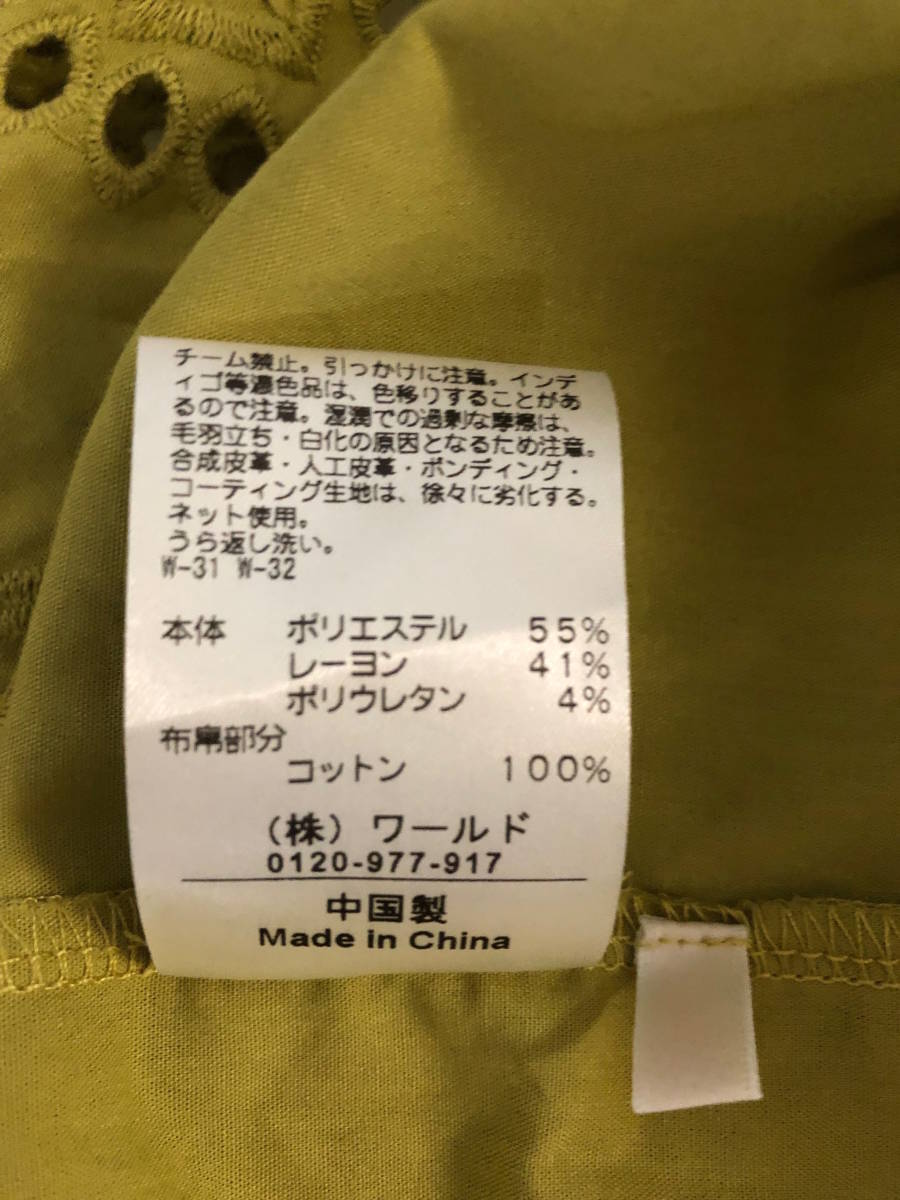 チーム禁止。引っかけに注意。インデ
ィゴ等濃色品は、色移りすることがあ
るので注意。湿潤での過剰な摩擦は、
毛羽立ち・白化の原因となるため注意。
合成皮革・人工皮革・ボンディング・
コーティング生地は、徐々に劣化する。
ネット使用。
うら返し洗い。
W-31 W-32
本体 ポリエステル 55%
レーヨン 41%
ポリウレタン 4%
布帛部分
コットン 100%
(株) ワールド
0120-977-917
中国製
Made in China